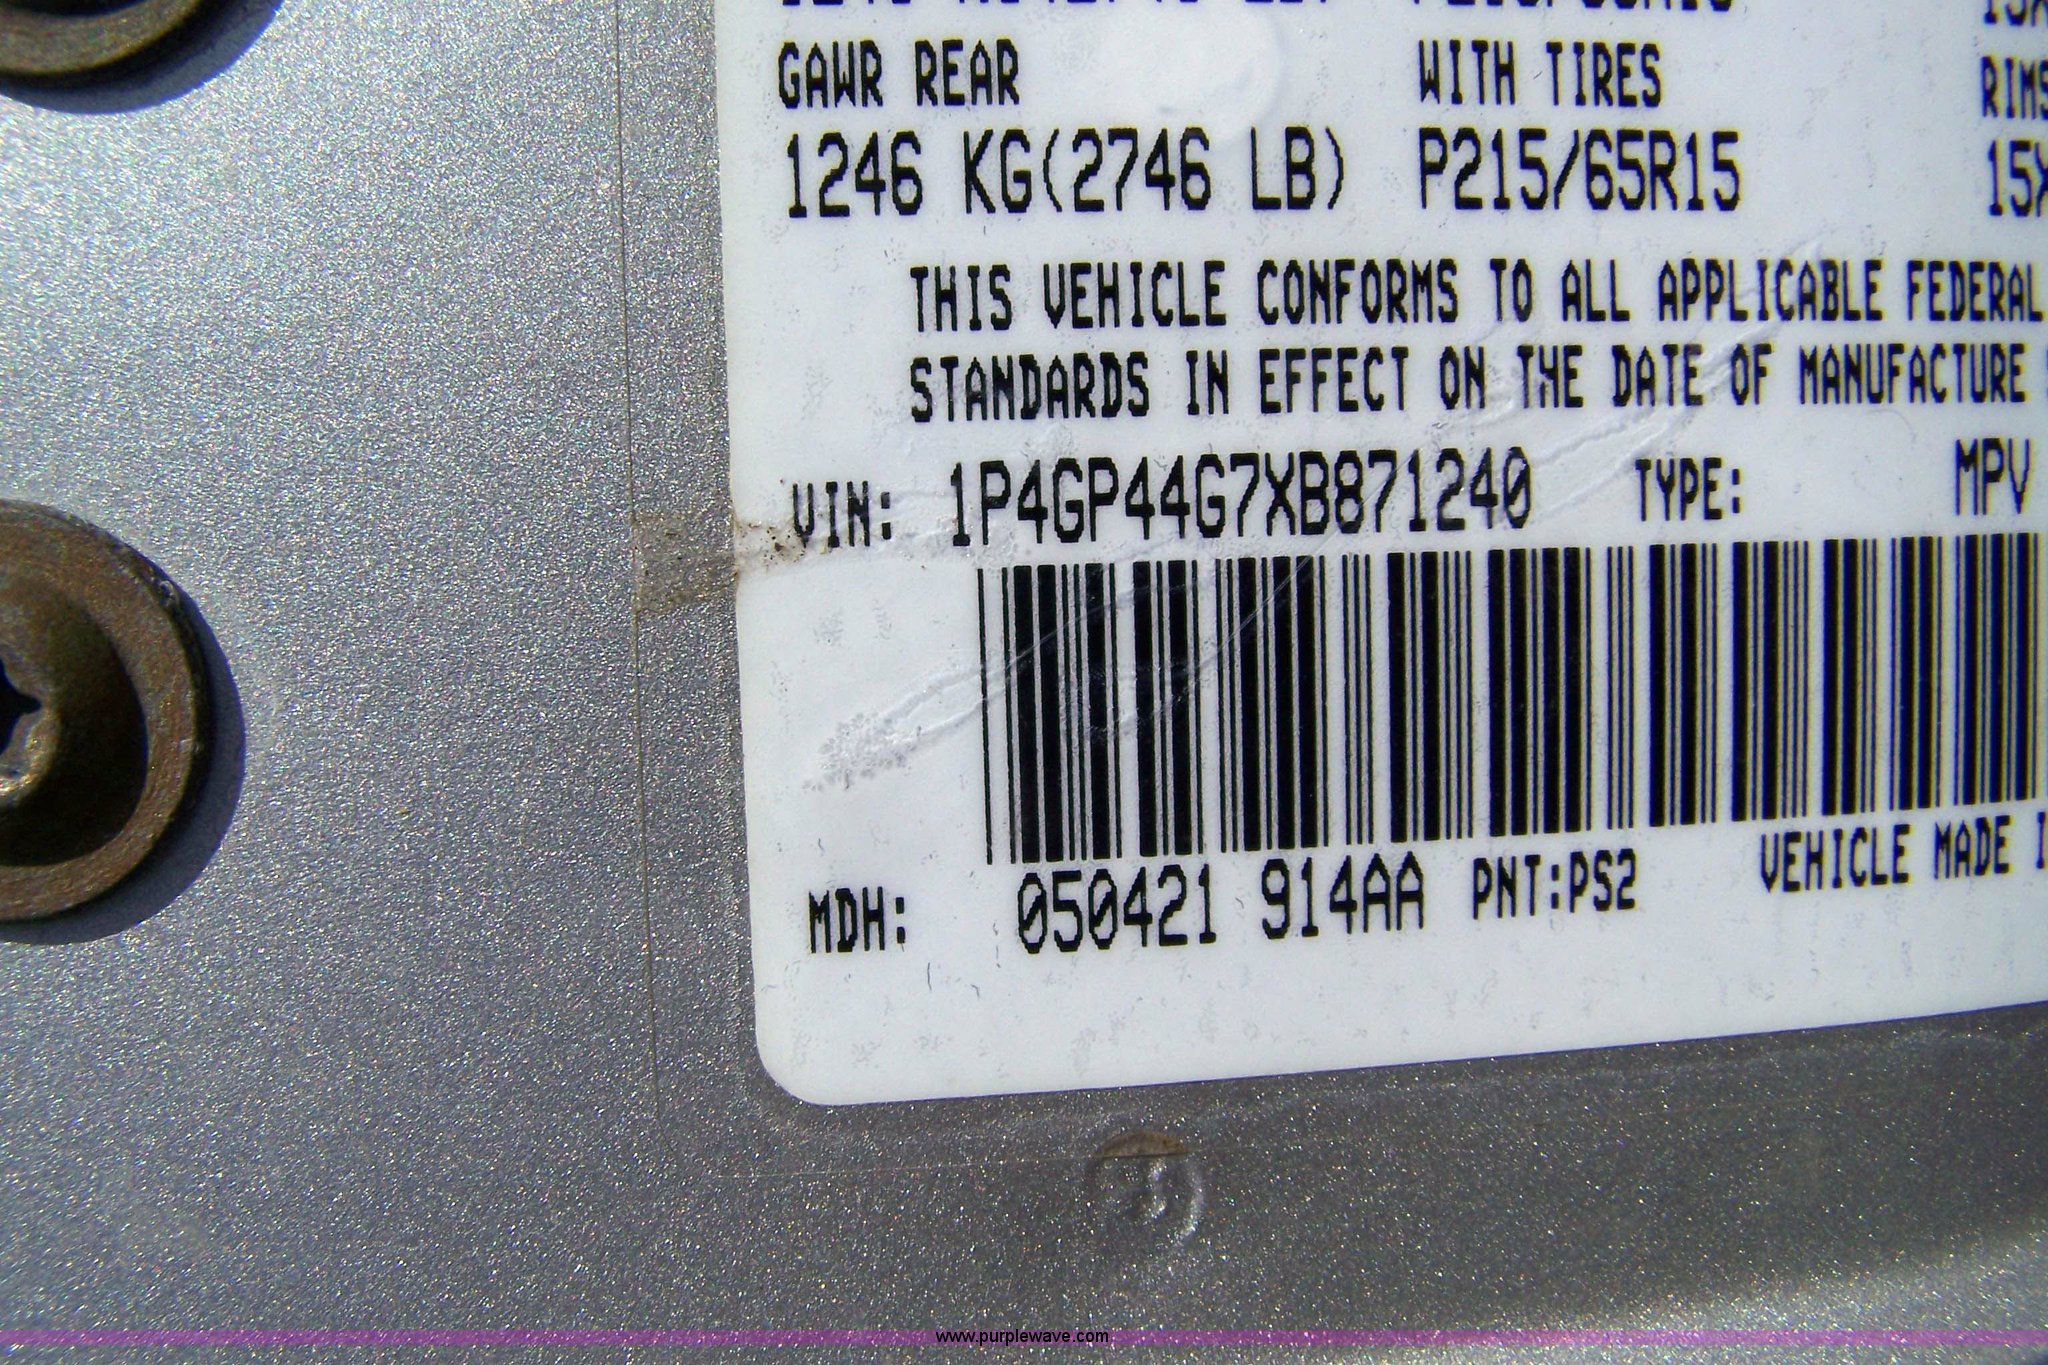 GAWR REAR WITH TIRES RIMS
1246 KG(2746 LB) P215/65R15 15X
THIS VEHICLE CONFORMS TO ALL APPLICABLE FEDERAL
STANDARDS IN EFFECT ON THE DATE OF MANUFACTURE
VIN: 1P4GP44G7XB871240 TYPE: MPV
MDH: 050421 914AA PNT:PS2 VEHICLE MADE I
www.purplewave.com